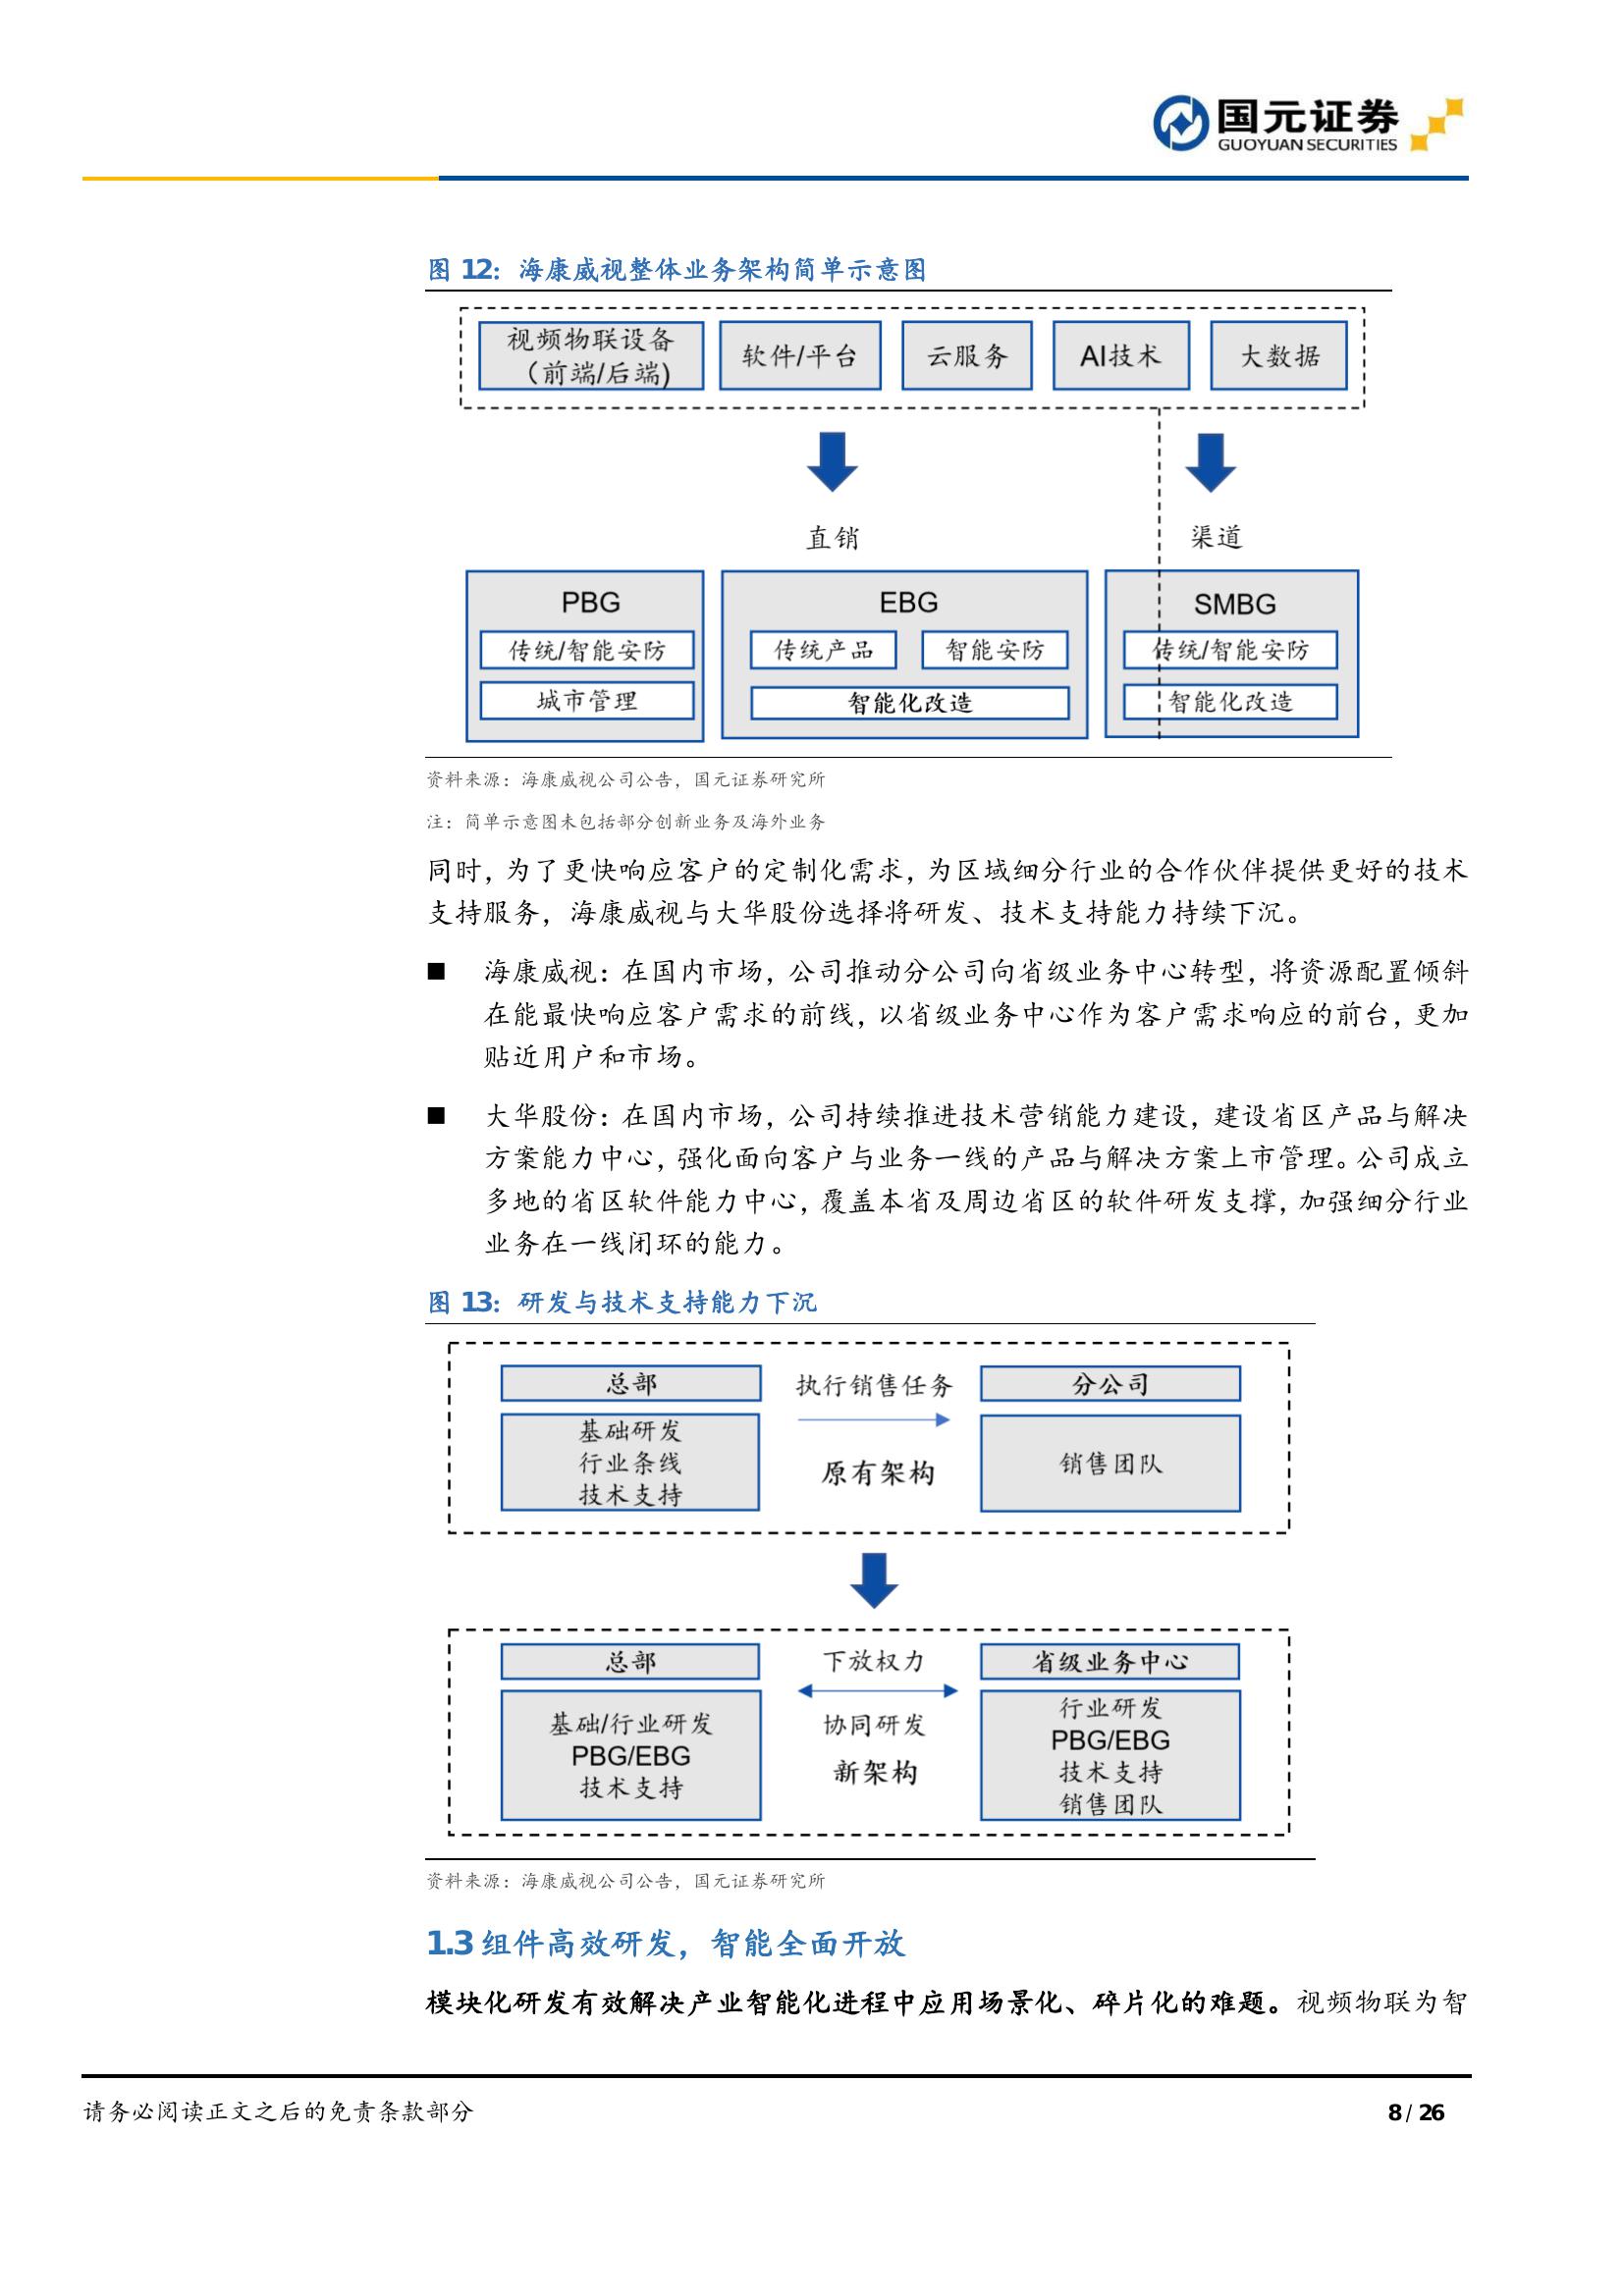 国元证券
GUOYUAN SECURITIES
图 12：海康威视整体业务架构简单示意图
视频物联设备
（前端/后端)
软件/平台
云服务
AI技术
大数据
直销
渠道
PBG
传统/智能安防
城市管理
EBG
传统产品
智能安防
智能化改造
SMBG
传统/智能安防
智能化改造
资料来源：海康威视公司公告，国元证券研究所
注：简单示意图未包括部分创新业务及海外业务
同时，为了更快响应客户的定制化需求，为区域细分行业的合作伙伴提供更好的技术
支持服务，海康威视与大华股份选择将研发、技术支持能力持续下沉。
■ 海康威视：在国内市场，公司推动分公司向省级业务中心转型，将资源配置倾斜
在能最快响应客户需求的前线，以省级业务中心作为客户需求响应的前台，更加
贴近用户和市场。
■ 大华股份：在国内市场，公司持续推进技术营销能力建设，建设省区产品与解决
方案能力中心，强化面向客户与业务一线的产品与解决方案上市管理。公司成立
多地的省区软件能力中心，覆盖本省及周边省区的软件研发支撑，加强细分行业
业务在一线闭环的能力。
图 13：研发与技术支持能力下沉
总部
基础研发
行业条线
技术支持
执行销售任务
原有架构
分公司
销售团队
总部
基础/行业研发
PBG/EBG
技术支持
下放权力
协同研发
新架构
省级业务中心
行业研发
PBG/EBG
技术支持
销售团队
资料来源：海康威视公司公告，国元证券研究所
1.3 组件高效研发，智能全面开放
模块化研发有效解决产业智能化进程中应用场景化、碎片化的难题。视频物联为智
请务必阅读正文之后的免责条款部分
8 / 26